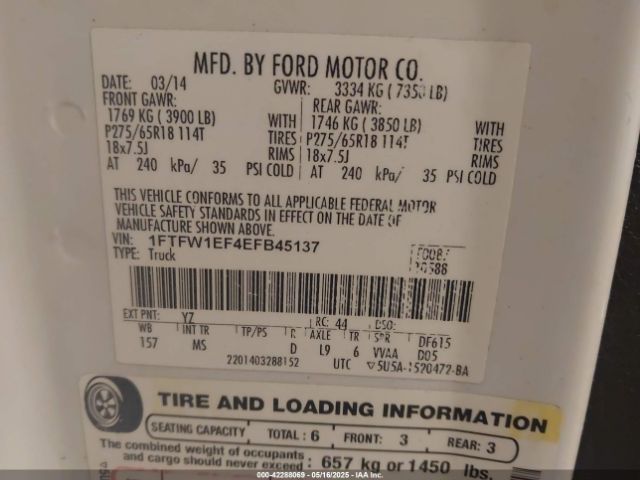 MFD. BY FORD MOTOR CO.
DATE: 03/14 GVWR: 3334 KG ( 7350 LB)
FRONT GAWR: REAR GAWR:
1769 KG ( 3900 LB) WITH 1746 KG ( 3850 LB) WITH
P275/65R18 114T TIRES P275/65R18 114T TIRES
18x7.5J RIMS 18x7.5J RIMS
AT 240 kPa/ 35 PSI COLD AT 240 kPa/ 35 PSI COLD
THIS VEHICLE CONFORMS TO ALL APPLICABLE FEDERAL MOTOR
VEHICLE SAFETY STANDARDS IN EFFECT ON THE DATE OF
MANUFACTURE SHOWN ABOVE.
VIN: 1FTFW1EF4EFB45137
TYPE: Truck
EXT PNT: YZ RC: 44 DSO:
WB INT TR TP/PS R AXLE TR SPR DF615
157 MS D L9 6 VVAA D05
2201403288152 UTC ▽5U5A-1520472-BA
TIRE AND LOADING INFORMATION
SEATING CAPACITY TOTAL: 6 FRONT: 3 REAR: 3
The combined weight of occupants
and cargo should never exceed: 657 kg or 1450 lbs.
© - 42288069 - 05/16/2025 - IAAI.COM